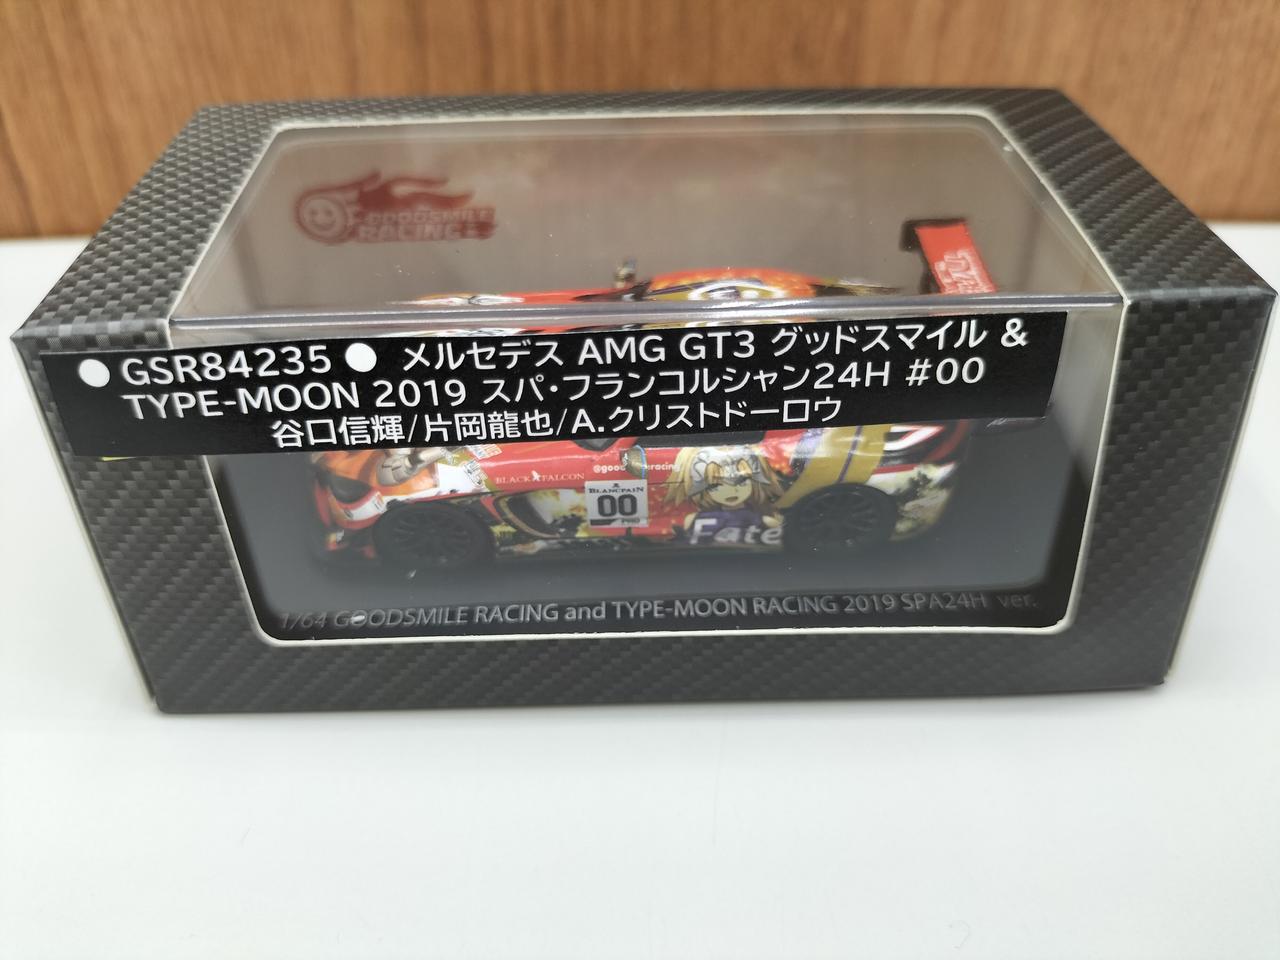 GOODSMILE
RACING
● GSR84235 ● メルセデス AMG GT3 グッドスマイル &
TYPE-MOON 2019 スパ・フランコルシャン24H #00
谷口信輝/片岡龍也/A.クリストドーロウ
BLACK FALCON
BLANCPAIN
00
PRO
Fate
1/64 GOODSMILE RACING and TYPE-MOON RACING 2019 SPA24H ver.